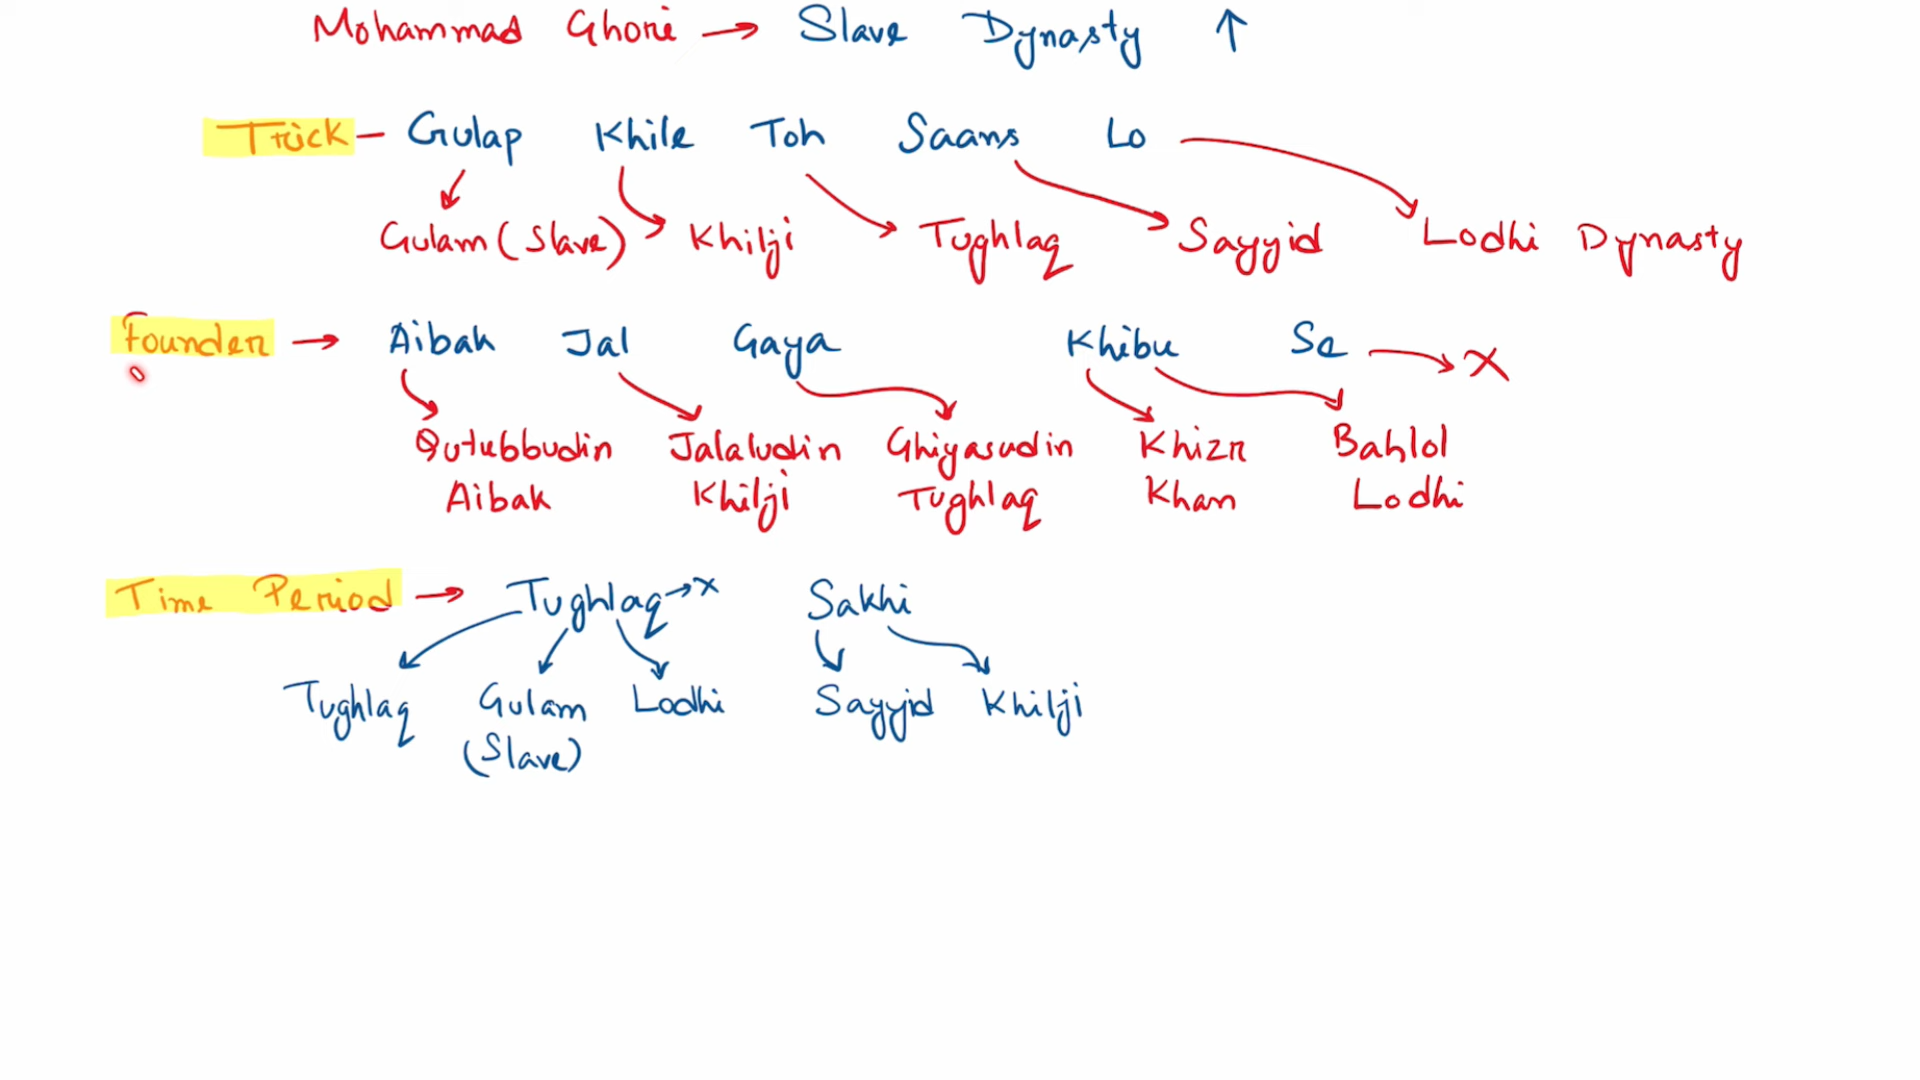 Mohammad Ghori → Slave Dynasty ↑
Trick - Gulap Khile Toh Saans Lo
Gulam (Slave) Khilji Tughlaq Sayyid Lodhi Dynasty
Founder → Aibak Jal Gaya Khibu Se → X
Qutubbudin Jalaludin Ghiyasudin Khizr Bahlol
Aibak Khilji Tughlaq Khan Lodhi
Time Period → Tughlaq → x Sakhi
Tughlaq Gulam Lodhi Sayyid Khilji
(Slave)